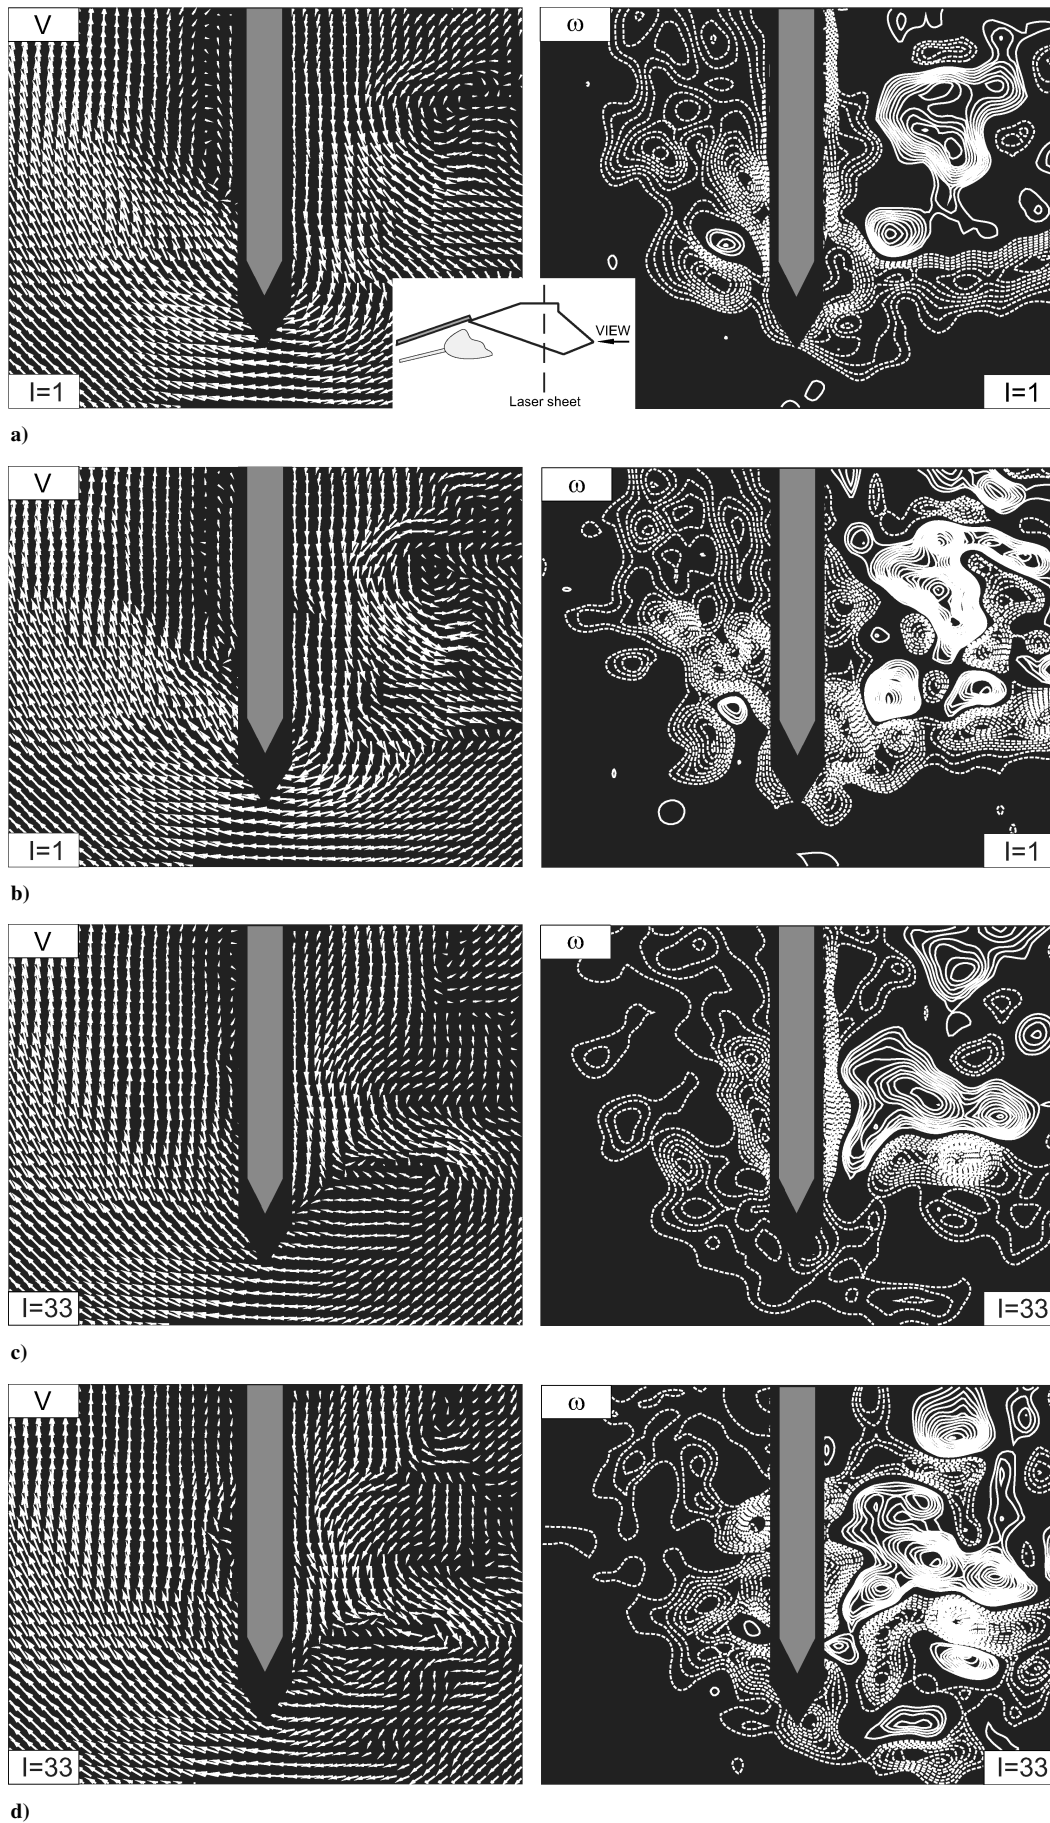 V
ω
I=1
VIEW
Laser sheet
I=1
a)
V
ω
I=1
I=1
b)
V
ω
I=33
I=33
c)
V
ω
I=33
I=33
d)